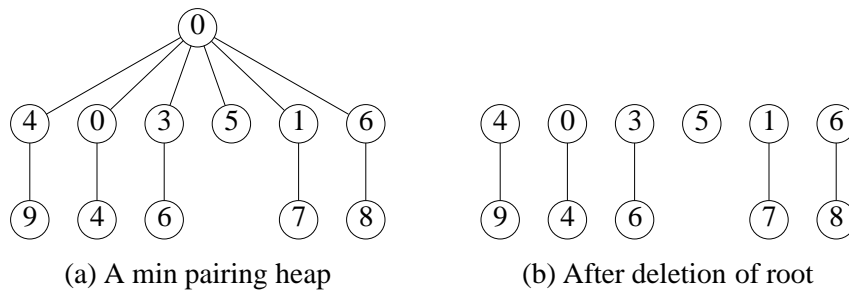 0
4 0 3 5 1 6 4 0 3 5 1 6
9 4 6 7 8 9 4 6 7 8
(a) A min pairing heap (b) After deletion of root